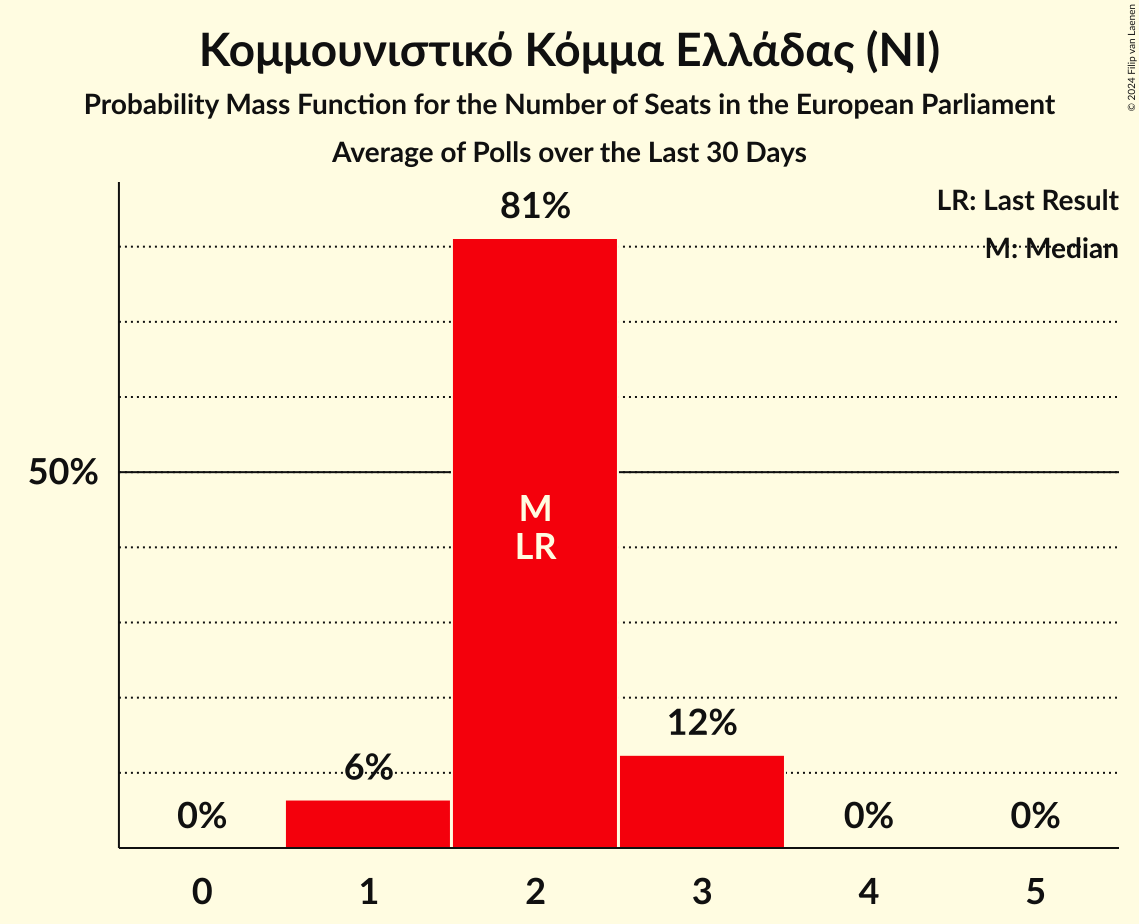 Κομμουνιστικό Κόμμα Ελλάδας (NI)
Probability Mass Function for the Number of Seats in the European Parliament
Average of Polls over the Last 30 Days
© 2024 Filip van Laenen
LR: Last Result
M: Median
81%
50%
M
LR
12%
6%
0%
0%
0%
0
1
2
3
4
5